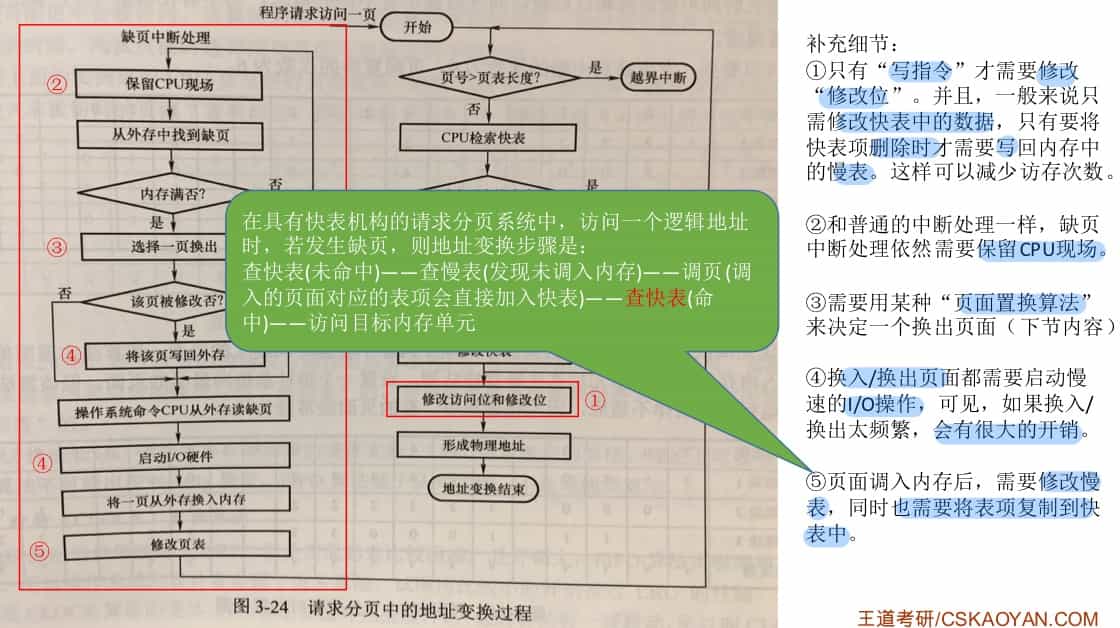 程序请求访问一页
开始
缺页中断处理
②
保留CPU现场
从外存中找到缺页
内存满否?
否
是
③
选择一页换出
该页被修改否?
否
是
④
将该页写回外存
操作系统命令CPU从外存读缺页
④
启动I/O硬件
将一页从外存换入内存
⑤
修改页表
页号>页表长度?
是
越界中断
否
CPU检索快表
是
修改快表
修改访问位和修改位
①
形成物理地址
地址变换结束
图 3-24 请求分页中的地址变换过程
在具有快表机构的请求分页系统中，访问一个逻辑地址
时，若发生缺页，则地址变换步骤是：
查快表(未命中)——查慢表(发现未调入内存)——调页(调
入的页面对应的表项会直接加入快表)——查快表(命
中)——访问目标内存单元
补充细节：
①只有“写指令”才需要修改
“修改位”。并且，一般来说只
需修改快表中的数据，只有要将
快表项删除时才需要写回内存中
的慢表。这样可以减少访存次数。
②和普通的中断处理一样，缺页
中断处理依然需要保留CPU现场。
③需要用某种“页面置换算法”
来决定一个换出页面（下节内容）
④换入/换出页面都需要启动慢
速的I/O操作，可见，如果换入/
换出太频繁，会有很大的开销。
⑤页面调入内存后，需要修改慢
表，同时也需要将表项复制到快
表中。
王道考研/CSKAOYAN.COM